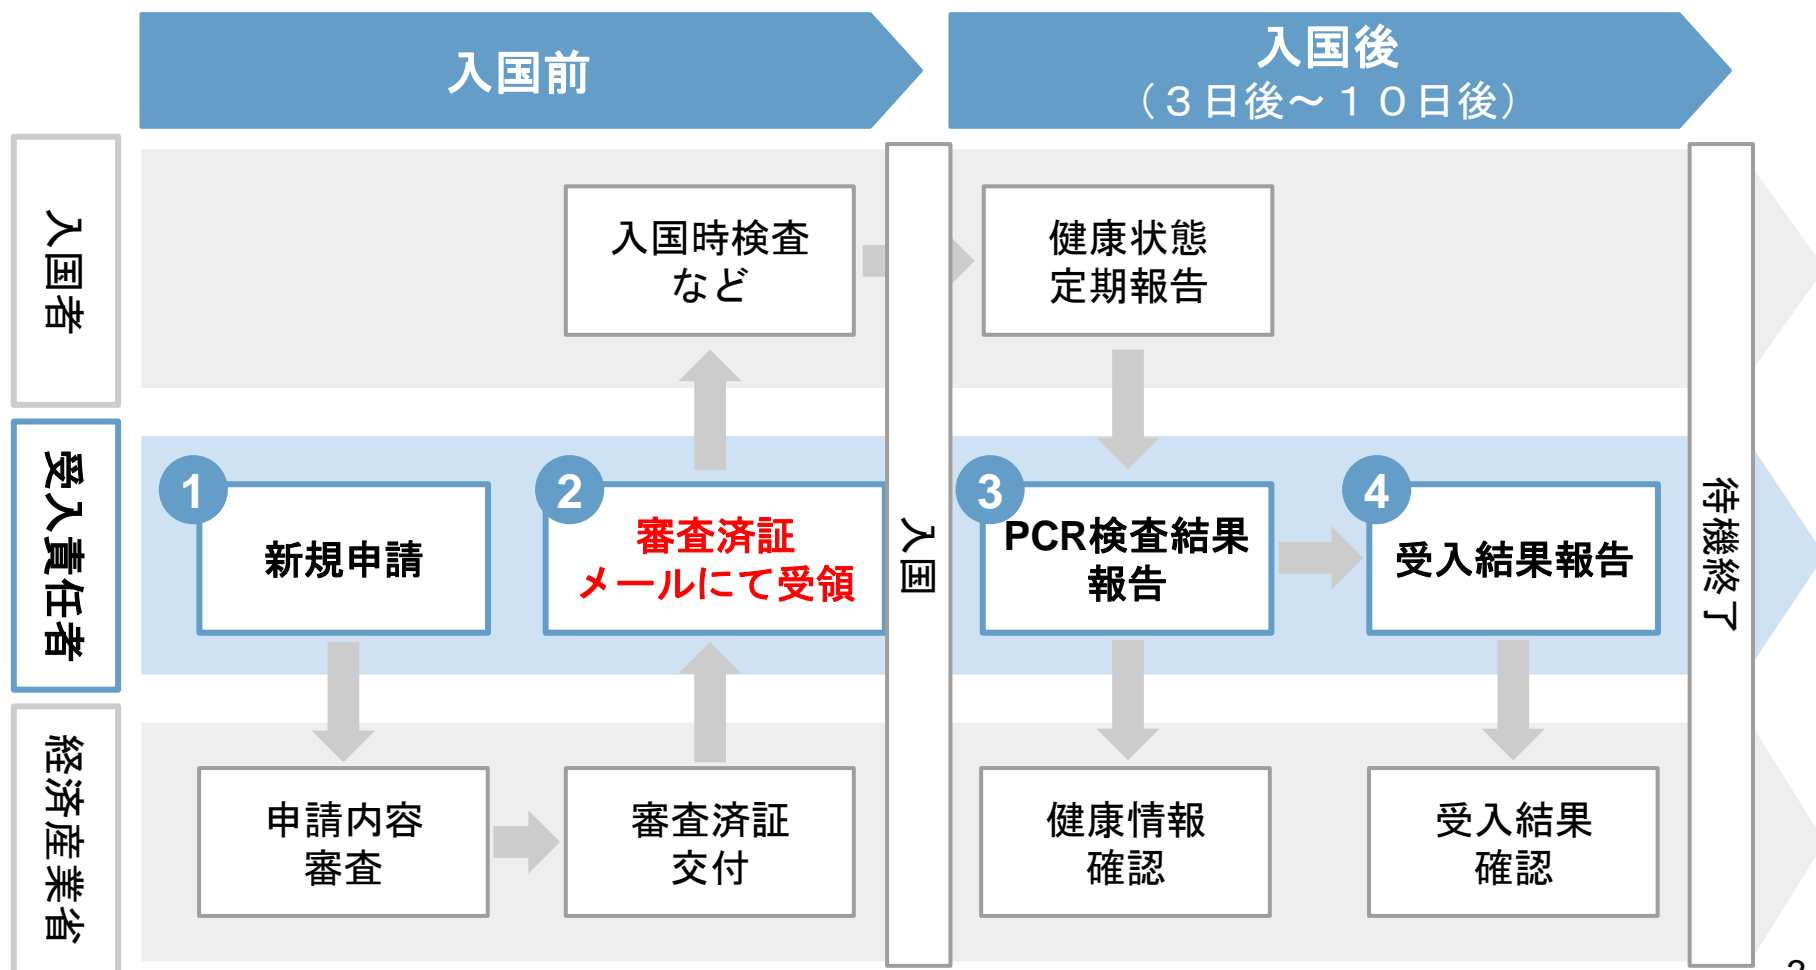 入国前
入国後
（３日後～１０日後）
入国者
入国時検査
など
健康状態
定期報告
受入責任者
1
新規申請
2
審査済証
メールにて受領
入国
3
PCR検査結果
報告
4
受入結果報告
待機終了
経済産業省
申請内容
審査
審査済証
交付
健康情報
確認
受入結果
確認